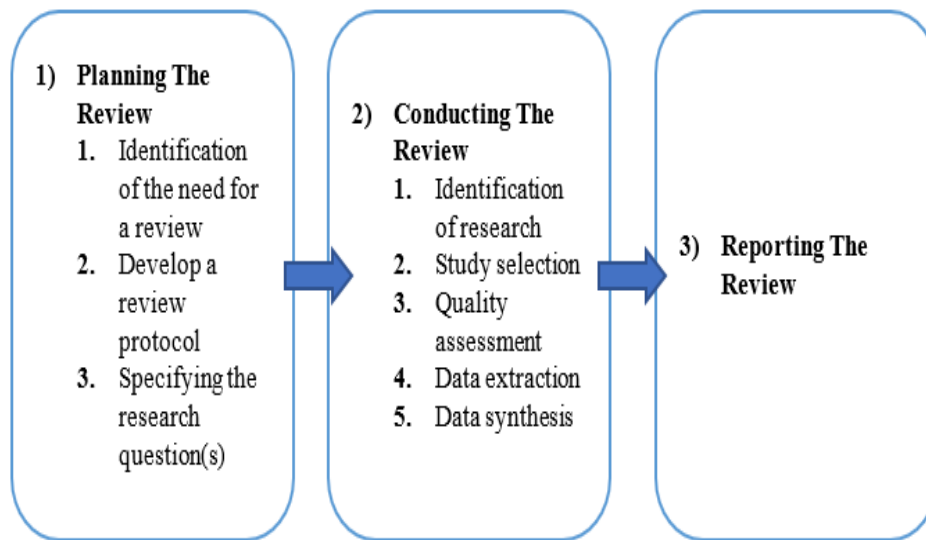 1) Planning The
Review
1. Identification
of the need for
a review
2. Develop a
review
protocol
3. Specifying the
research
question(s)
2) Conducting The
Review
1. Identification
of research
2. Study selection
3. Quality
assessment
4. Data extraction
5. Data synthesis
3) Reporting The
Review